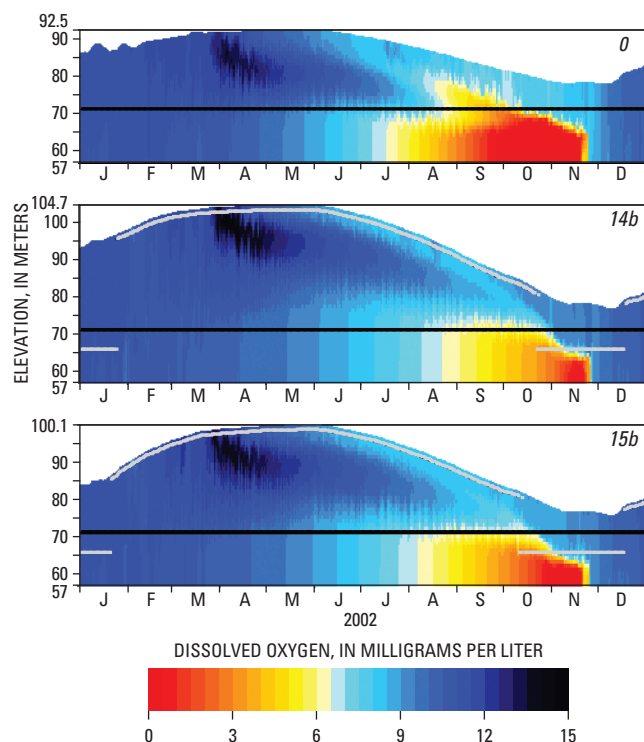 92.5
90
80
70
60
57
0
J F M A M J J A S O N D
104.7
100
90
80
70
60
57
14b
J F M A M J J A S O N D
ELEVATION, IN METERS
100.1
90
80
70
60
57
15b
J F M A M J J A S O N D
2002
DISSOLVED OXYGEN, IN MILLIGRAMS PER LITER
0 3 6 9 12 15